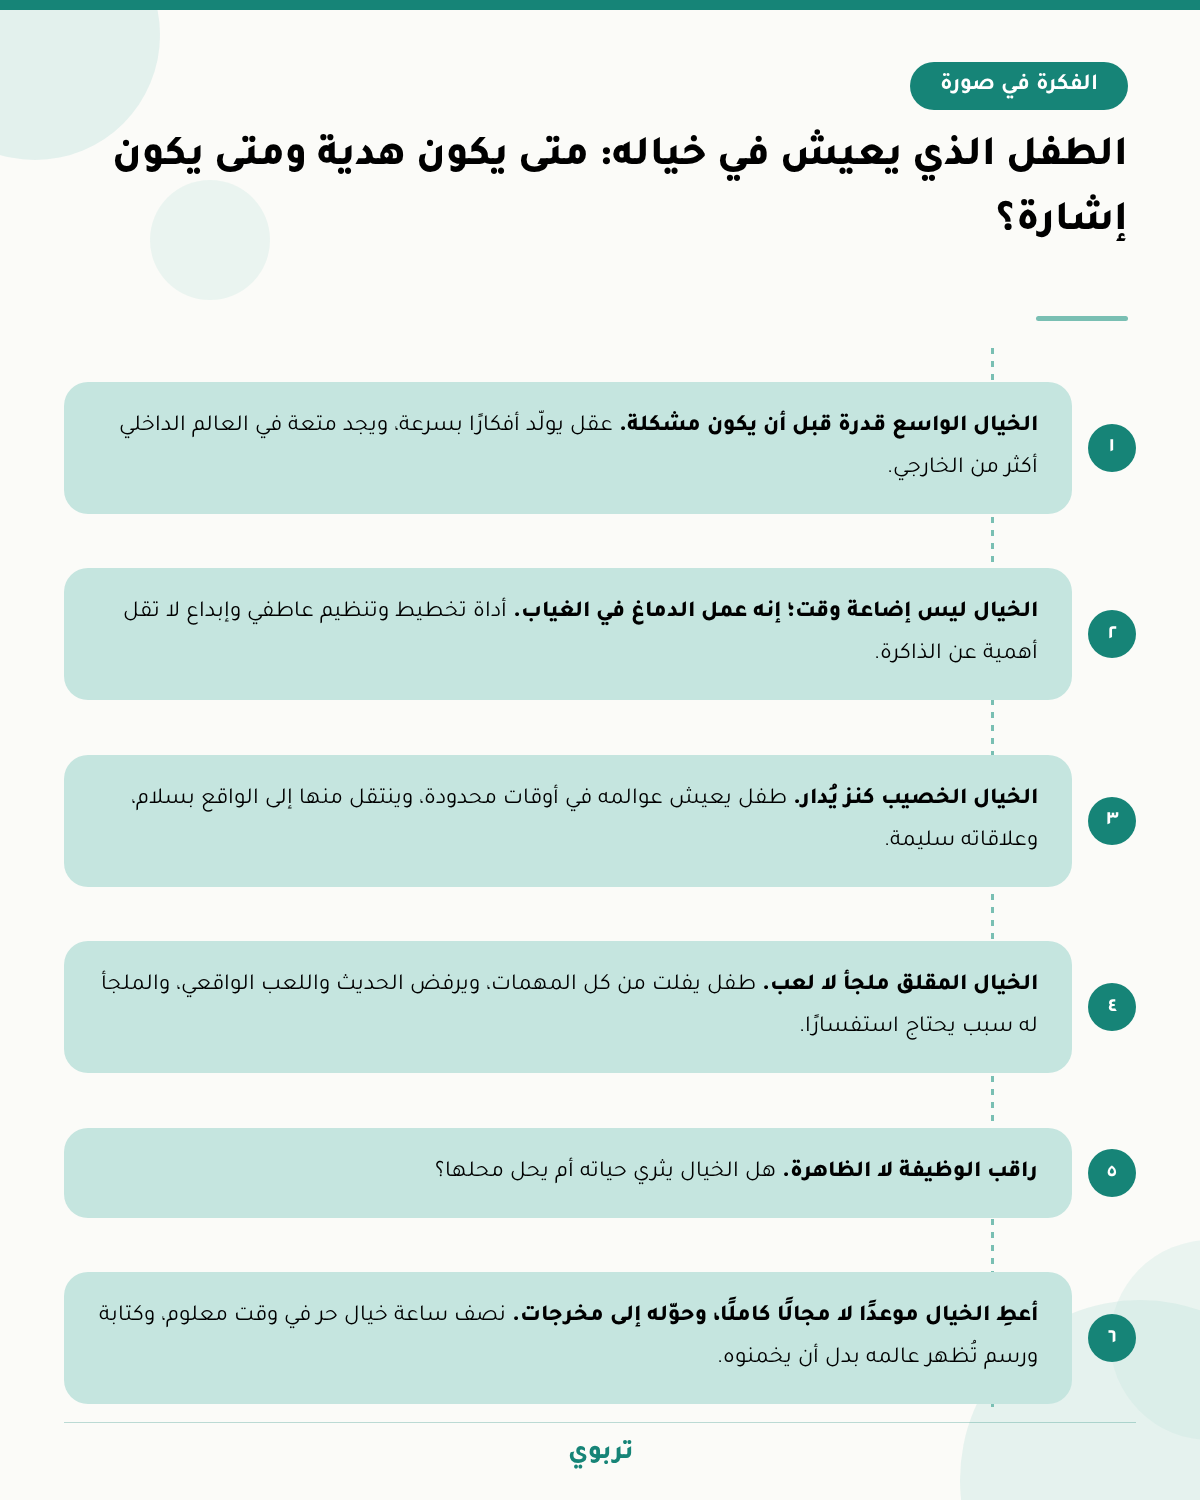 الفكرة في صورة
الطفل الذي يعيش في خياله: متى يكون هدية ومتى يكون
إشارة؟
١
الخيال الواسع قدرة قبل أن يكون مشكلة. عقل يولّد أفكارًا بسرعة، ويجد متعة في العالم الداخلي
أكثر من الخارجي.
٢
الخيال ليس إضاعة وقت؛ إنه عمل الدماغ في الغياب. أداة تخطيط وتنظيم عاطفي وإبداع لا تقل
أهمية عن الذاكرة.
٣
الخيال الخصيب كنز يُدار. طفل يعيش عوالمه في أوقات محدودة، وينتقل منها إلى الواقع بسلام،
وعلاقاته سليمة.
٤
الخيال المقلق ملجأ لا لعب. طفل يفلت من كل المهمات، ويرفض الحديث واللعب الواقعي، والملجأ
له سبب يحتاج استفسارًا.
٥
راقب الوظيفة لا الظاهرة. هل الخيال يثري حياته أم يحل محلها؟
٦
أعطِ الخيال موعدًا لا مجالًا كاملًا، وحوّله إلى مخرجات. نصف ساعة خيال حر في وقت معلوم، وكتابة
ورسم تُظهر عالمه بدل أن يخمنوه.
تربوي